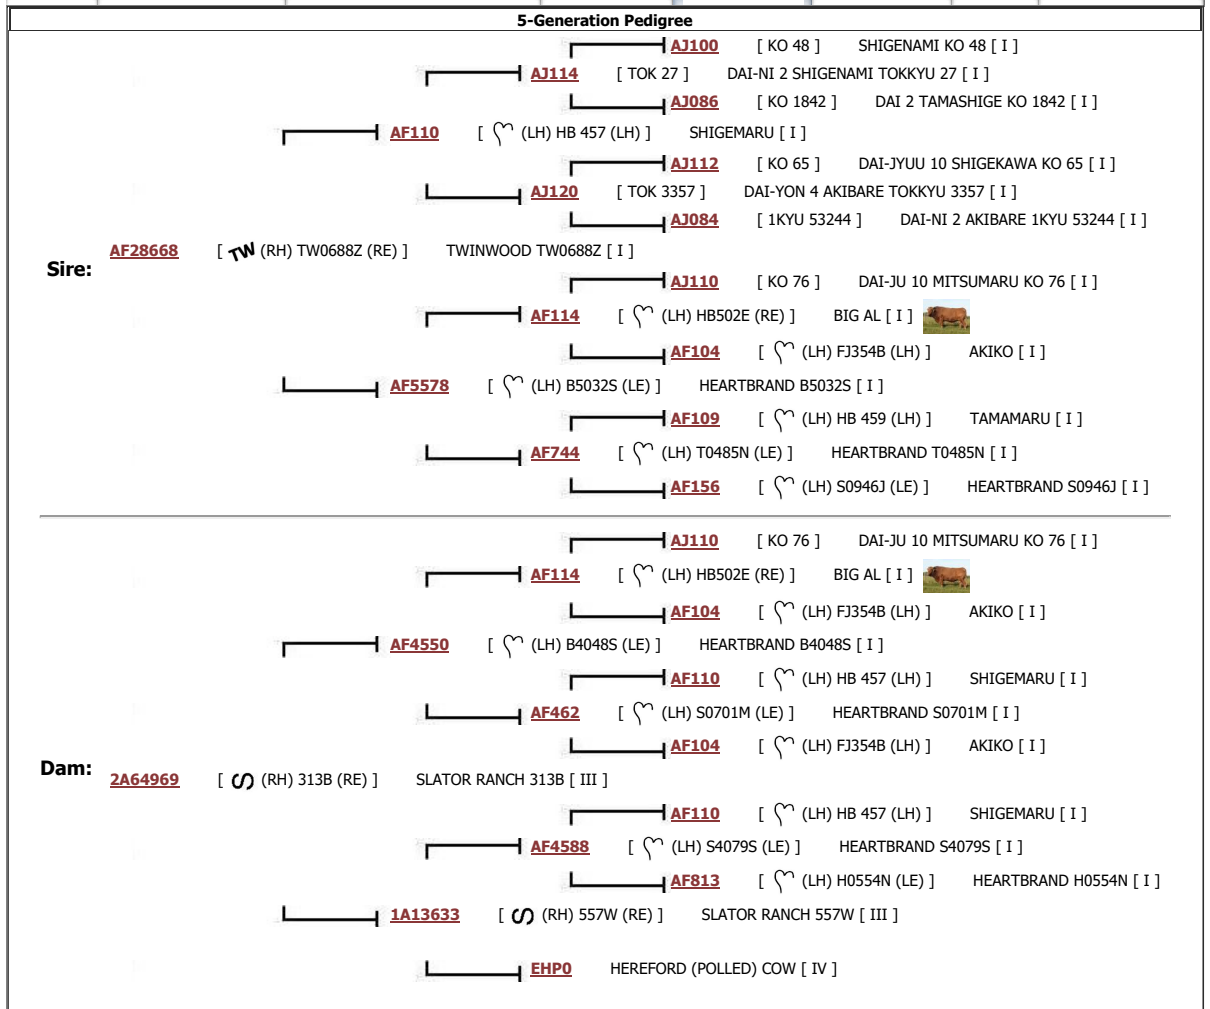 5-Generation Pedigree
AJ100 [ KO 48 ] SHIGENAMI KO 48 [ I ]
AJ114 [ TOK 27 ] DAI-NI 2 SHIGENAMI TOKKYU 27 [ I ]
AJ086 [ KO 1842 ] DAI 2 TAMASHIGE KO 1842 [ I ]
AF110 [ (LH) HB 457 (LH) ] SHIGEMARU [ I ]
AJ112 [ KO 65 ] DAI-JYUU 10 SHIGEKAWA KO 65 [ I ]
AJ120 [ TOK 3357 ] DAI-YON 4 AKIBARE TOKKYU 3357 [ I ]
AJ084 [ 1KYU 53244 ] DAI-NI 2 AKIBARE 1KYU 53244 [ I ]
Sire: AF28668 [ TW (RH) TW0688Z (RE) ] TWINWOOD TW0688Z [ I ]
AJ110 [ KO 76 ] DAI-JU 10 MITSUMARU KO 76 [ I ]
AF114 [ (LH) HB502E (RE) ] BIG AL [ I ]
AF104 [ (LH) FJ354B (LH) ] AKIKO [ I ]
AF5578 [ (LH) B5032S (LE) ] HEARTBRAND B5032S [ I ]
AF109 [ (LH) HB 459 (LH) ] TAMAMARU [ I ]
AF744 [ (LH) T0485N (LE) ] HEARTBRAND T0485N [ I ]
AF156 [ (LH) S0946J (LE) ] HEARTBRAND S0946J [ I ]
AJ110 [ KO 76 ] DAI-JU 10 MITSUMARU KO 76 [ I ]
AF114 [ (LH) HB502E (RE) ] BIG AL [ I ]
AF104 [ (LH) FJ354B (LH) ] AKIKO [ I ]
AF4550 [ (LH) B4048S (LE) ] HEARTBRAND B4048S [ I ]
AF110 [ (LH) HB 457 (LH) ] SHIGEMARU [ I ]
AF462 [ (LH) S0701M (LE) ] HEARTBRAND S0701M [ I ]
AF104 [ (LH) FJ354B (LH) ] AKIKO [ I ]
Dam: 2A64969 [ S (RH) 313B (RE) ] SLATOR RANCH 313B [ III ]
AF110 [ (LH) HB 457 (LH) ] SHIGEMARU [ I ]
AF4588 [ (LH) S4079S (LE) ] HEARTBRAND S4079S [ I ]
AF813 [ (LH) H0554N (LE) ] HEARTBRAND H0554N [ I ]
1A13633 [ S (RH) 557W (RE) ] SLATOR RANCH 557W [ III ]
EHP0 HEREFORD (POLLED) COW [ IV ]